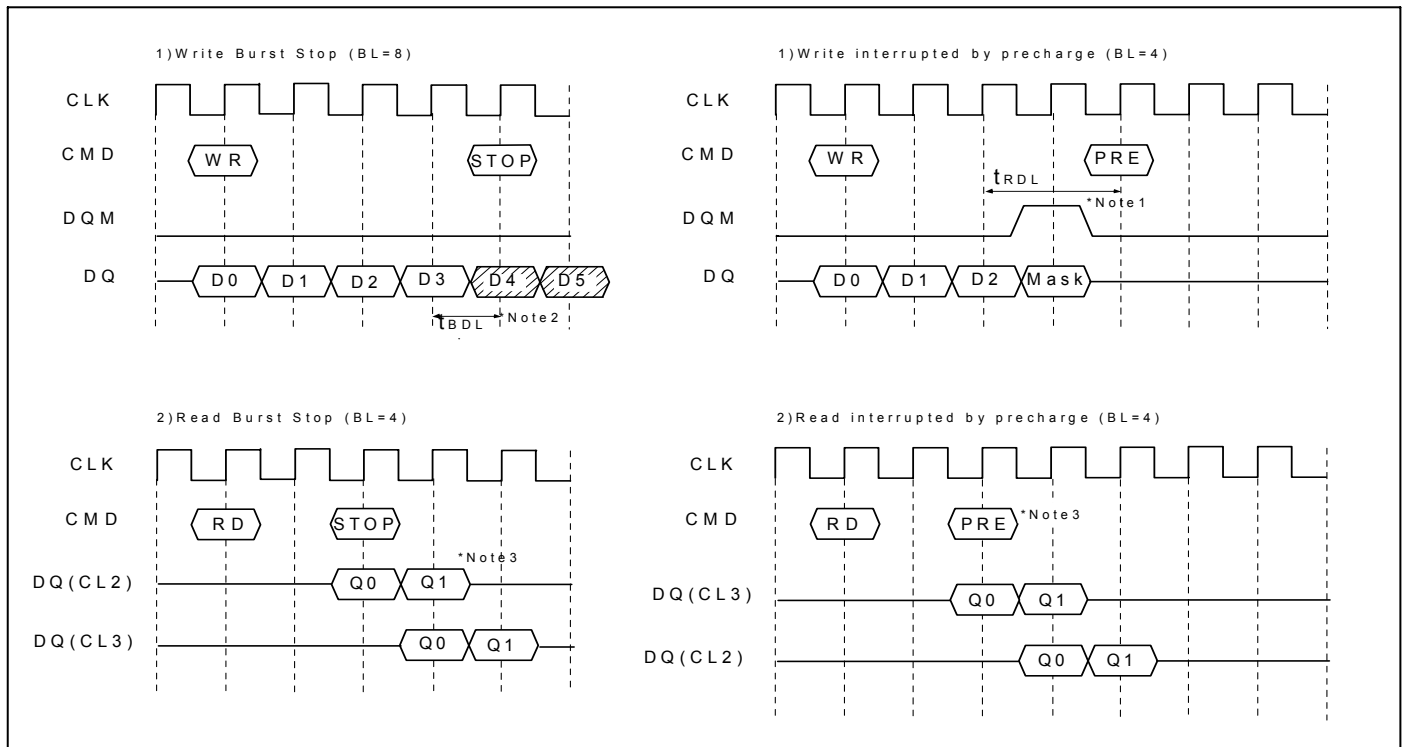 1)Write Burst Stop (BL=8)
CLK
CMD WR STOP
DQM
DQ D0 D1 D2 D3 D4 D5
tBDL *Note2
1)Write interrupted by precharge (BL=4)
CLK
CMD WR PRE
tRDL *Note1
DQM
DQ D0 D1 D2 Mask
2)Read Burst Stop (BL=4)
CLK
CMD RD STOP
*Note3
DQ(CL2) Q0 Q1
DQ(CL3) Q0 Q1
2)Read interrupted by precharge (BL=4)
CLK
CMD RD PRE *Note3
DQ(CL3) Q0 Q1
DQ(CL2) Q0 Q1